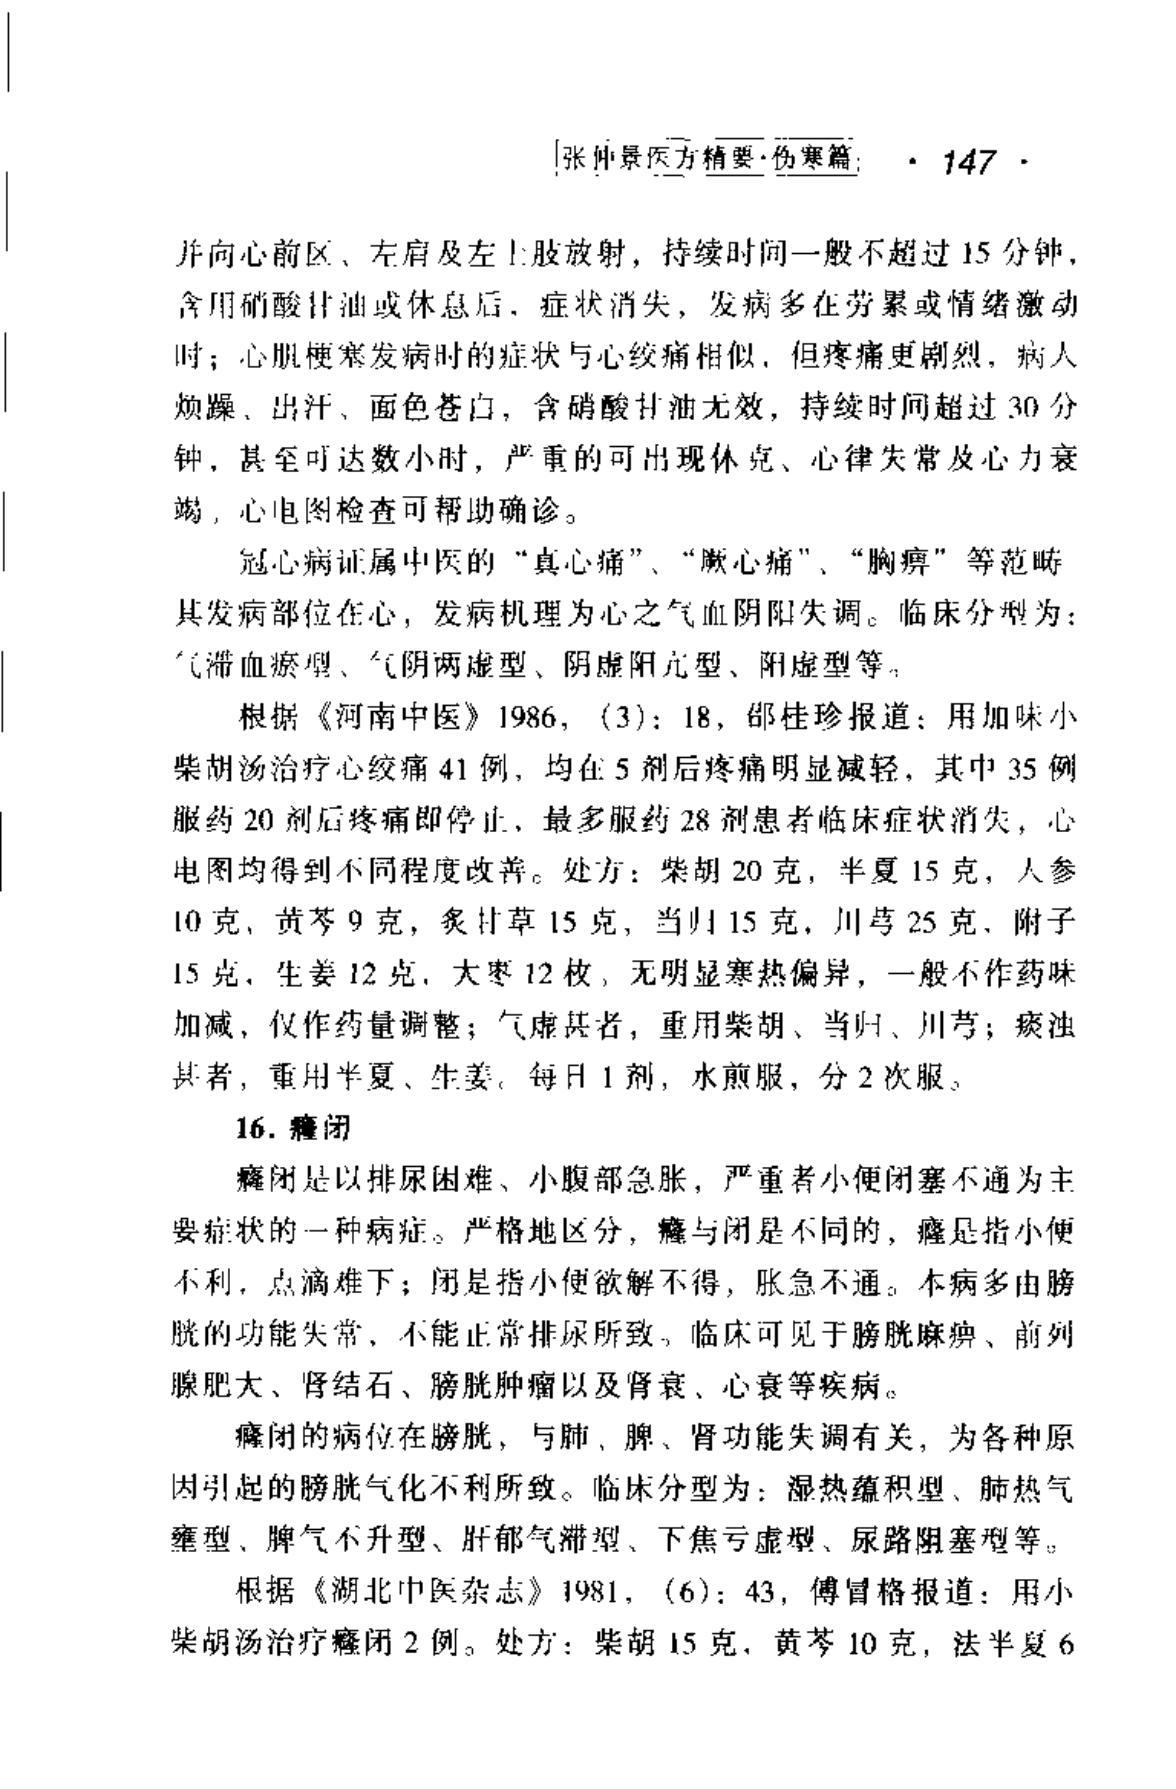 张仲景医方精要·伤寒篇 · 147 ·
并向心前区、左肩及左上肢放射，持续时间一般不超过 15 分钟，
含用硝酸甘油或休息后，症状消失，发病多在劳累或情绪激动
时；心肌梗塞发病时的症状与心绞痛相似，但疼痛更剧烈，病人
烦躁、出汗、面色苍白，含硝酸甘油无效，持续时间超过 30 分
钟，甚至可达数小时，严重的可出现休克、心律失常及心力衰
竭，心电图检查可帮助确诊。
冠心病证属中医的“真心痛”、“厥心痛”、“胸痹”等范畴
其发病部位在心，发病机理为心之气血阴阳失调。临床分型为：
气滞血瘀型、气阴两虚型、阴虚阳亢型、阳虚型等。
根据《河南中医》1986，（3）：18，邵桂珍报道：用加味小
柴胡汤治疗心绞痛 41 例，均在 5 剂后疼痛明显减轻，其中 35 例
服药 20 剂后疼痛即停止，最多服药 28 剂患者临床症状消失，心
电图均得到不同程度改善。处方：柴胡 20 克，半夏 15 克，人参
10 克，黄芩 9 克，炙甘草 15 克，当归 15 克，川芎 25 克，附子
15 克，生姜 12 克，大枣 12 枚。无明显寒热偏异，一般不作药味
加减，仅作药量调整；气虚甚者，重用柴胡、当归、川芎；痰浊
甚者，重用半夏、生姜。每日 1 剂，水煎服，分 2 次服。
16. 癃闭
癃闭是以排尿困难、小腹部急胀，严重者小便闭塞不通为主
要症状的一种病症。严格地区分，癃与闭是不同的，癃是指小便
不利，点滴难下；闭是指小便欲解不得，胀急不通。本病多由膀
胱的功能失常，不能正常排尿所致。临床可见于膀胱麻痹、前列
腺肥大、肾结石、膀胱肿瘤以及肾衰、心衰等疾病。
癃闭的病位在膀胱，与肺、脾、肾功能失调有关，为各种原
因引起的膀胱气化不利所致。临床分型为：湿热蕴积型、肺热气
壅型、脾气不升型、肝郁气滞型、下焦亏虚型、尿路阻塞型等。
根据《湖北中医杂志》1981，（6）：43，傅冒格报道：用小
柴胡汤治疗癃闭 2 例。处方：柴胡 15 克，黄芩 10 克，法半夏 6